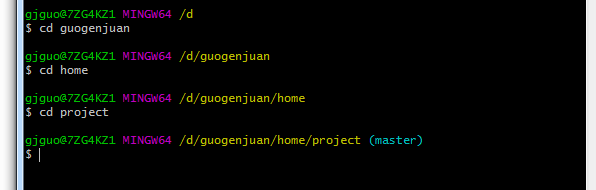 gjguo@7ZG4KZ1 MINGW64 /d
$ cd guogenjuan
gjguo@7ZG4KZ1 MINGW64 /d/guogenjuan
$ cd home
gjguo@7ZG4KZ1 MINGW64 /d/guogenjuan/home
$ cd project
gjguo@7ZG4KZ1 MINGW64 /d/guogenjuan/home/project (master)
$